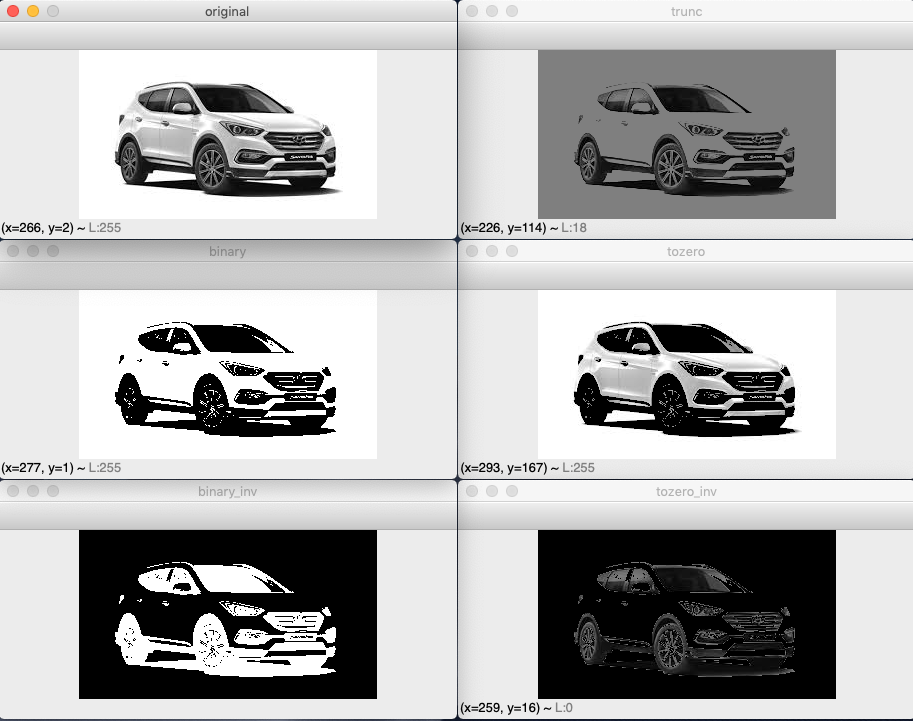 original
trunc
(x=266, y=2) ~ L:255
(x=226, y=114) ~ L:18
binary
tozero
(x=277, y=1) ~ L:255
(x=293, y=167) ~ L:255
binary_inv
tozero_inv
(x=259, y=16) ~ L:0